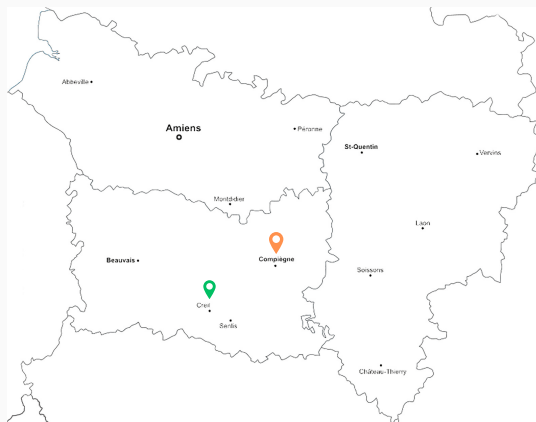 Abbeville
Amiens
Péronne
St-Quentin
Vervins
Montdidier
Laon
Beauvais
Compiègne
Soissons
Creil
Senlis
Château-Thierry